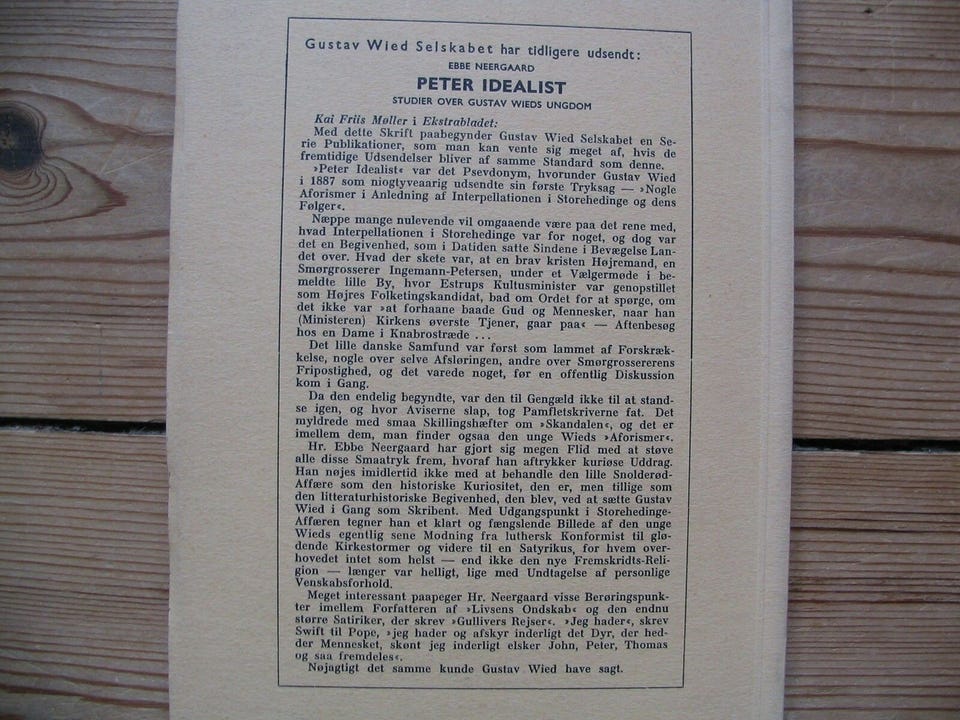 Gustav Wied Selskabet har tidligere udsendt:
EBBE NEERGAARD
PETER IDEALIST
STUDIER OVER GUSTAV WIEDS UNGDOM
Kai Friis Møller i Ekstrabladet:
Med dette Skrift paabegynder Gustav Wied Selskabet en Se-
rie Publikationer, som man kan vente sig meget af, hvis de
fremtidige Udsendelser bliver af samme Standard som denne.
»Peter Idealist« var det Psevdonym, hvorunder Gustav Wied
i 1887 som niogtyveaarig udsendte sin første Tryksag — »Nogle
Aforismer i Anledning af Interpellationen i Storehedinge og dens
Følger«.
Næppe mange nulevende vil omgaaende være paa det rene med,
hvad Interpellationen i Storehedinge var for noget, og dog var
det en Begivenhed, som i Datiden satte Sindene i Bevægelse Lan-
det over. Hvad der skete var, at en brav kristen Højremand, en
Smørgrosserer Ingemann-Petersen, under et Vælgermøde i be-
meldte lille By, hvor Estrups Kultusminister var genopstillet
som Højres Folketingskandidat, bad om Ordet for at spørge, om
det ikke var »at forhaane baade Gud og Mennesker, naar han
(Ministeren) Kirkens øverste Tjener, gaar paa« — Aftenbesøg
hos en Dame i Knabrostræde . . .
Det lille danske Samfund var først som lammet af Forskræk-
kelse, nogle over selve Afsløringen, andre over Smørgrossererens
Fripostighed, og det varede noget, før en offentlig Diskussion
kom i Gang.
Da den endelig begyndte, var den til Gengæld ikke til at stand-
se igen, og hvor Aviserne slap, tog Pamfletskriverne fat. Det
myldrede med smaa Skillingshæfter om »Skandalen«, og det er
imellem dem, man finder ogsaa den unge Wieds »Aforismer«.
Hr. Ebbe Neergaard har gjort sig megen Flid med at støve
alle disse Smaatryk frem, hvoraf han aftrykker kuriøse Uddrag.
Han nøjes imidlertid ikke med at behandle den lille Snolderød-
Affære som den historiske Kuriositet, den er, men tillige som
den litteraturhistoriske Begivenhed, den blev, ved at sætte Gustav
Wied i Gang som Skribent. Med Udgangspunkt i Storehedinge-
Affæren tegner han et klart og fængslende Billede af den unge
Wieds egentlig sene Modning fra luthersk Konformist til glø-
dende Kirkestormer og videre til en Satyrikus, for hvem over-
hovedet intet som helst — end ikke den nye Fremskridts-Reli-
gion — længer var helligt, lige med Undtagelse af personlige
Venskabsforhold.
Meget interessant paapeger Hr. Neergaard visse Berøringspunk-
ter imellem Forfatteren af »Livsens Ondskab« og den endnu
større Satiriker, der skrev »Gullivers Rejser«. »Jeg hader«, skrev
Swift til Pope, »jeg hader og afskyr inderligt det Dyr, der hed-
der Mennesket, skønt jeg inderligt elsker John, Peter, Thomas
og saa fremdeles«.
Nøjagtigt det samme kunde Gustav Wied have sagt.